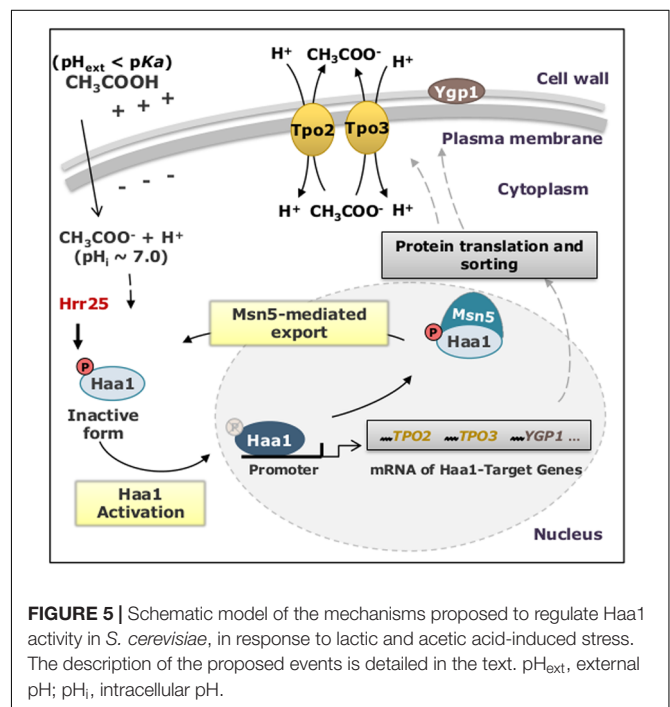 (pHext < pKa)
CH₃COOH
+ + +
- - -
H⁺ CH₃COO⁻ H⁺
Tpo2 Tpo3
H⁺ CH₃COO⁻ H⁺
Ygp1
Cell wall
Plasma membrane
Cytoplasm
CH₃COO⁻ + H⁺
(pHi ~ 7.0)
Hrr25
P
Haa1
Inactive
form
Haa1
Activation
Msn5-mediated
export
Protein translation and
sorting
Msn5
P
Haa1
Haa1
Promoter
TPO2 TPO3 YGP1 ...
mRNA of Haa1-Target Genes
Nucleus
FIGURE 5 | Schematic model of the mechanisms proposed to regulate Haa1
activity in S. cerevisiae, in response to lactic and acetic acid-induced stress.
The description of the proposed events is detailed in the text. pHext, external
pH; pHi, intracellular pH.